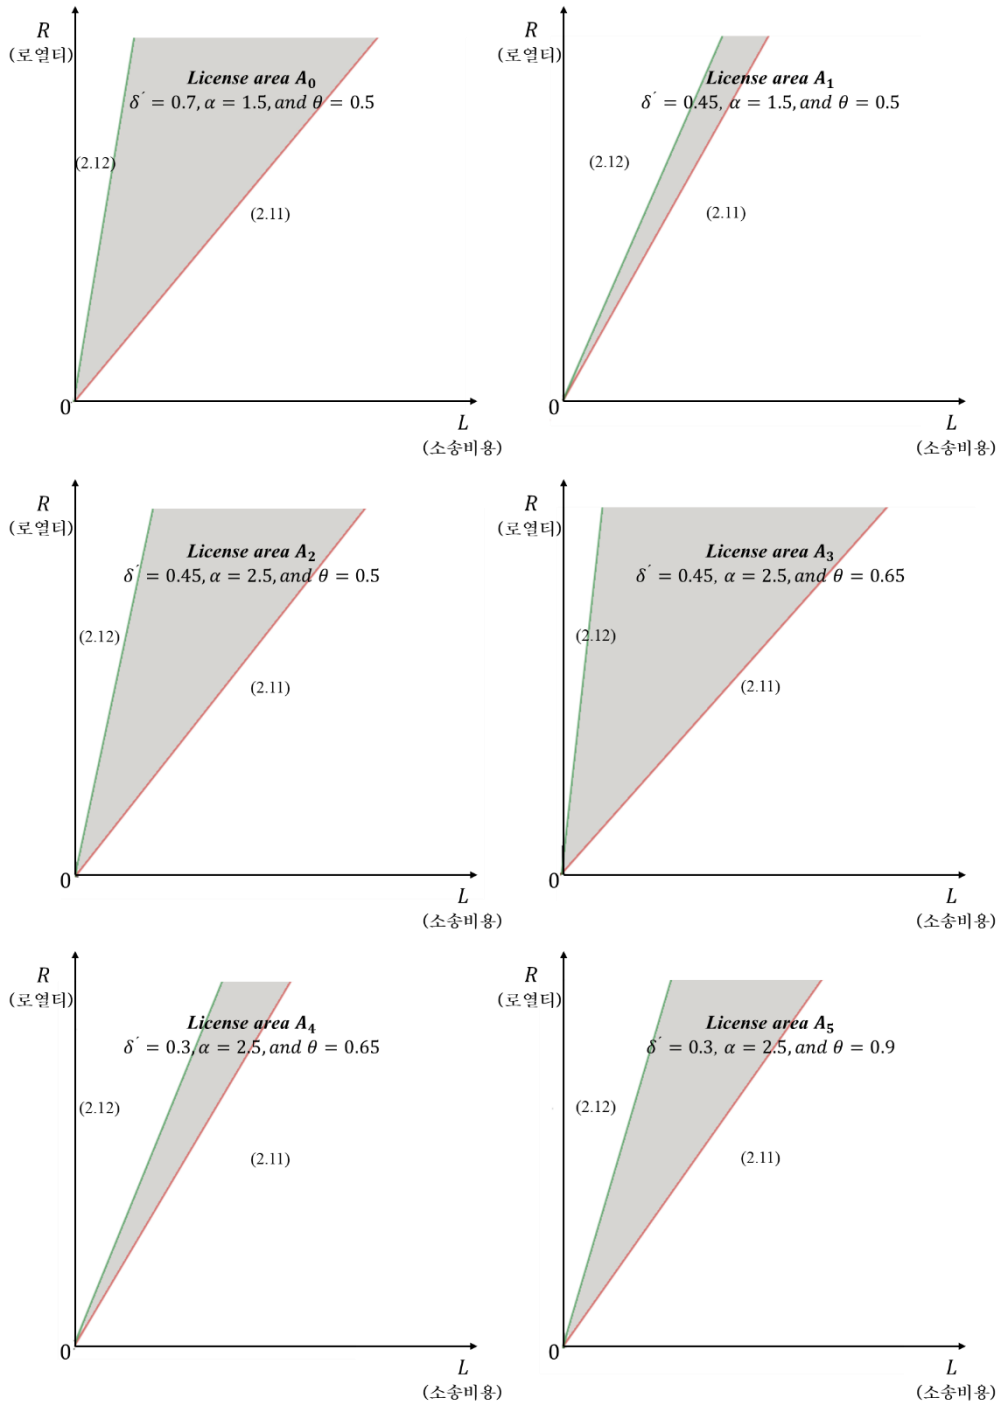 R
(로열티)
License area A₀
δ´ = 0.7, α = 1.5, and θ = 0.5
(2.12)
(2.11)
0
L
(소송비용)
R
(로열티)
License area A₁
δ´ = 0.45, α = 1.5, and θ = 0.5
(2.12)
(2.11)
0
L
(소송비용)
R
(로열티)
License area A₂
δ´ = 0.45, α = 2.5, and θ = 0.5
(2.12)
(2.11)
0
L
(소송비용)
R
(로열티)
License area A₃
δ´ = 0.45, α = 2.5, and θ = 0.65
(2.12)
(2.11)
0
L
(소송비용)
R
(로열티)
License area A₄
δ´ = 0.3, α = 2.5, and θ = 0.65
(2.12)
(2.11)
0
L
(소송비용)
R
(로열티)
License area A₅
δ´ = 0.3, α = 2.5, and θ = 0.9
(2.12)
(2.11)
0
L
(소송비용)